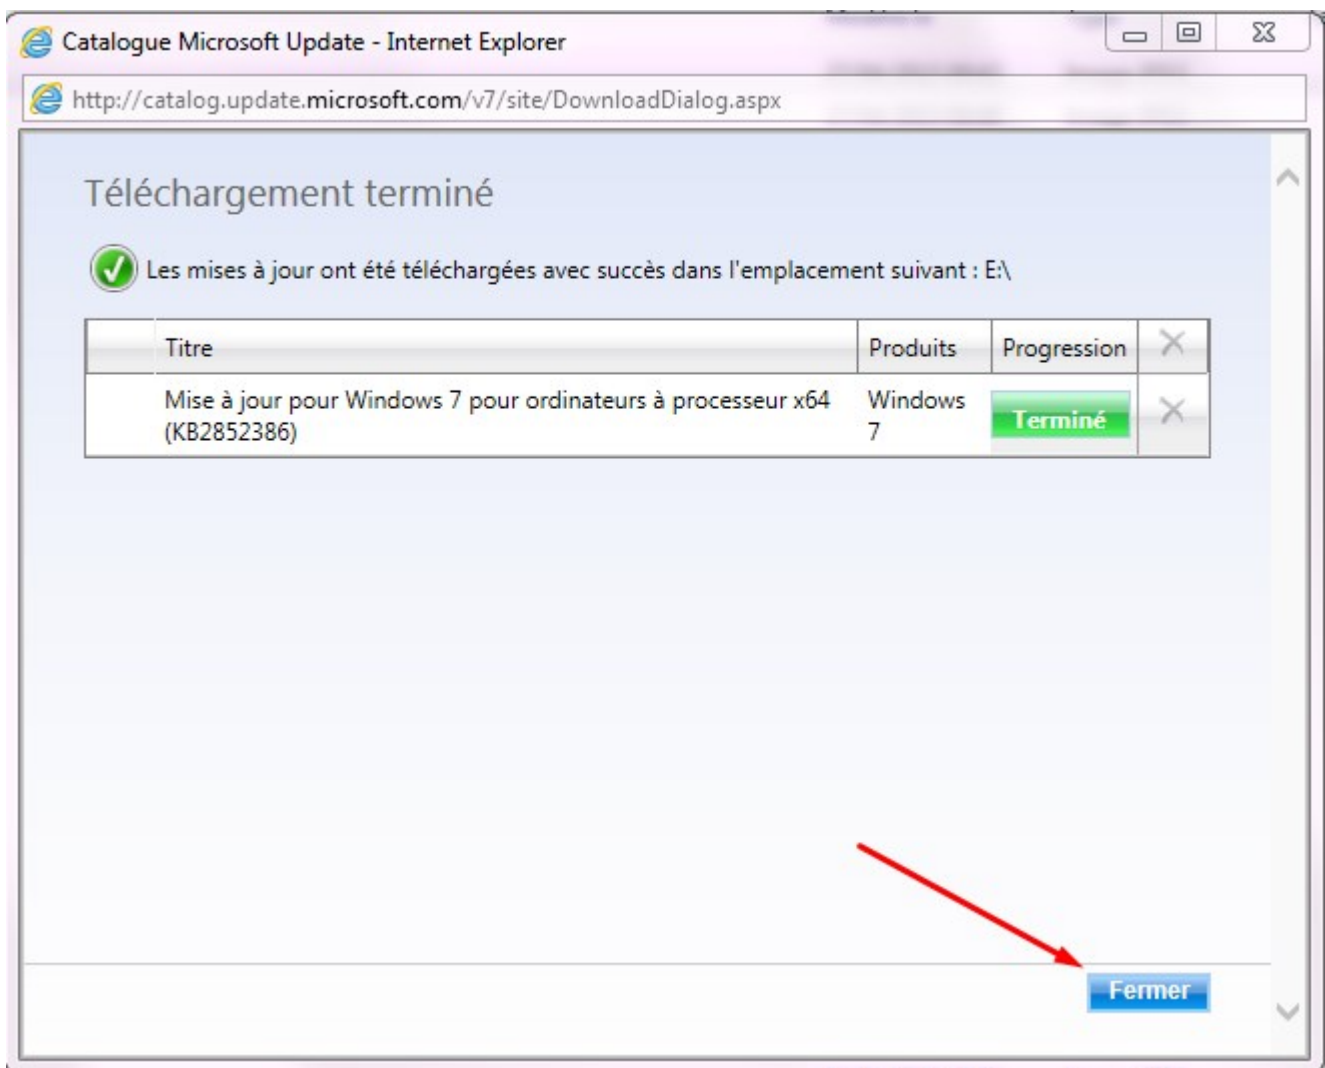 Catalogue Microsoft Update - Internet Explorer
http://catalog.update.microsoft.com/v7/site/DownloadDialog.aspx
Téléchargement terminé
Les mises à jour ont été téléchargées avec succès dans l'emplacement suivant : E:\
Titre Produits Progression
Mise à jour pour Windows 7 pour ordinateurs à processeur x64 Windows
(KB2852386) 7 Terminé
Fermer